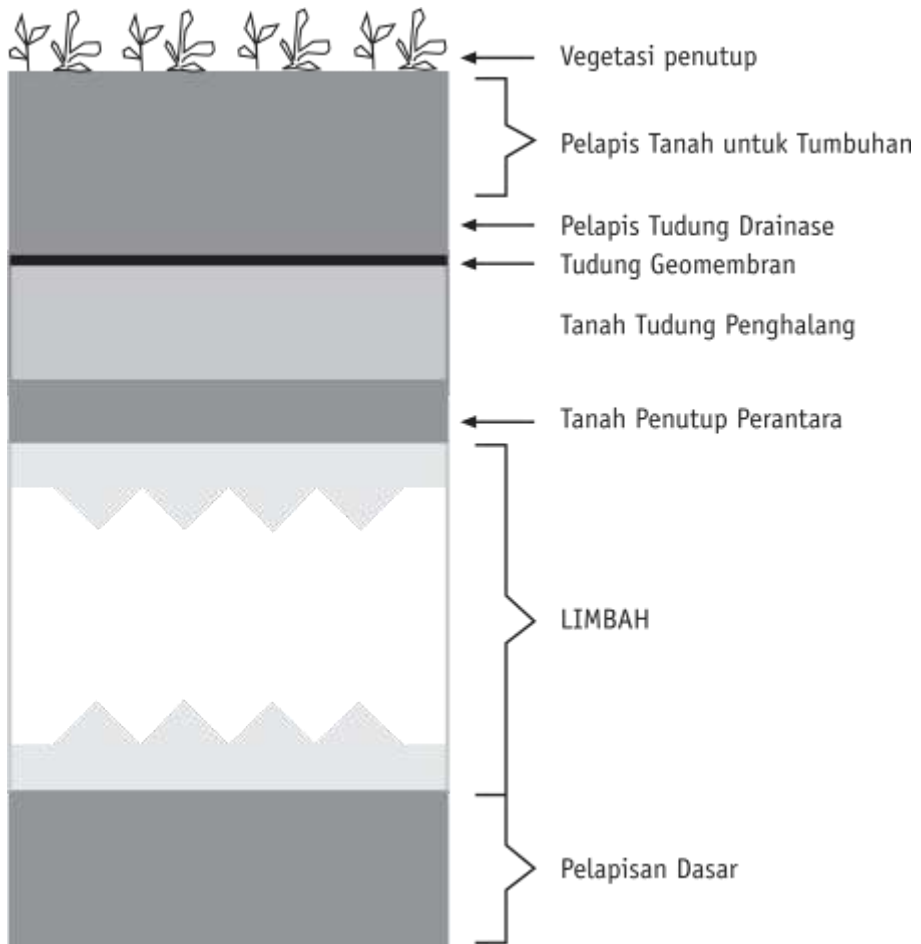 Vegetasi penutup
Pelapis Tanah untuk Tumbuhan
Pelapis Tudung Drainase
Tudung Geomembran
Tanah Tudung Penghalang
Tanah Penutup Perantara
LIMBAH
Pelapisan Dasar